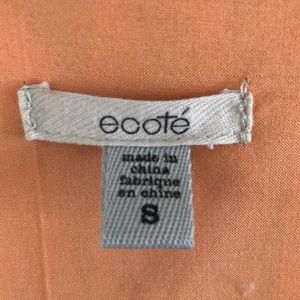 ecoté
made in
china
fabriqué
en chine
S